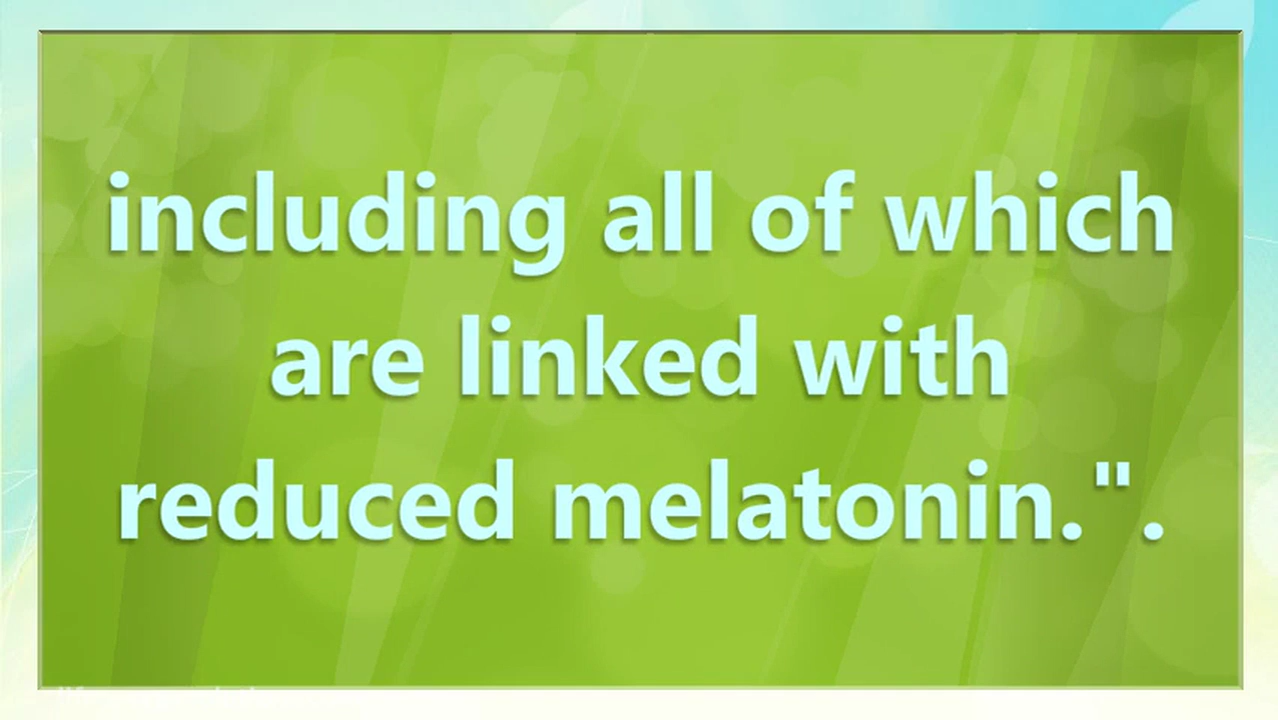 including all of which
are linked with
reduced melatonin.".